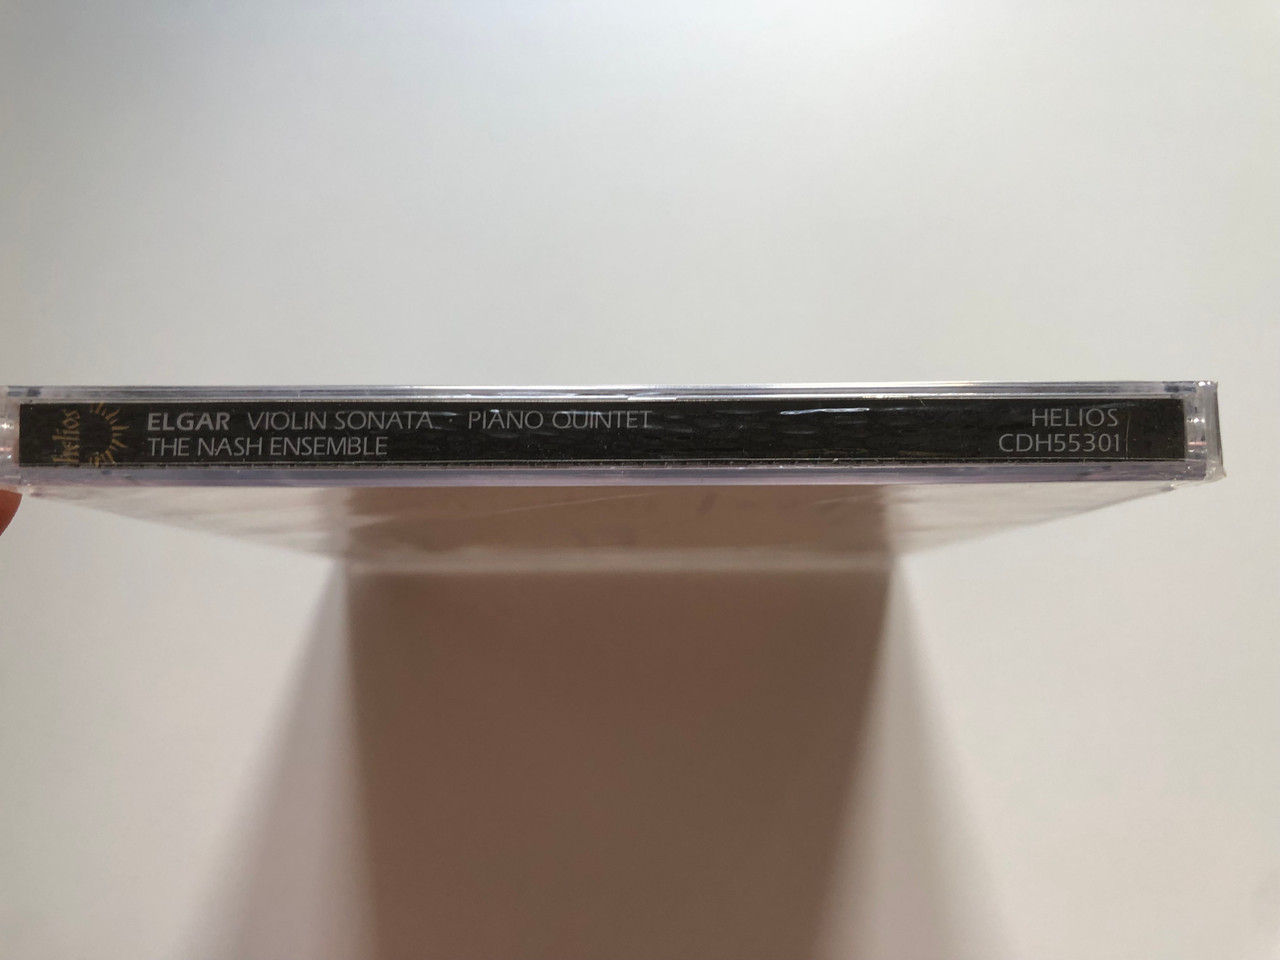 helios
ELGAR VIOLIN SONATA · PIANO QUINTET
THE NASH ENSEMBLE
HELIOS
CDH55301